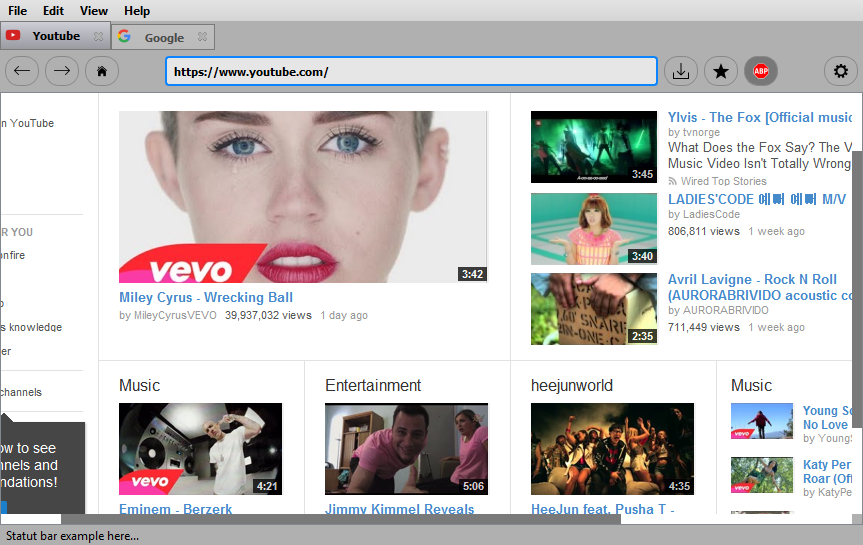 File Edit View Help
Youtube
Google
https://www.youtube.com/
ABP
n YouTube
R YOU
onfire
s knowledge
er
channels
ow to see
nnels and
ndations!
vevo
3:42
Miley Cyrus - Wrecking Ball
by MileyCyrusVEVO 39,937,032 views 1 day ago
3:45
Ylvis - The Fox [Official music
by tvnorge
What Does the Fox Say? The V
Music Video Isn't Totally Wrong
Wired Top Stories
3:40
LADIES'CODE 예뻐 예뻐 M/V
by LadiesCode
806,811 views 1 week ago
2:35
Avril Lavigne - Rock N Roll
(AURORABRIVIDO acoustic co
by AURORABRIVIDO
711,449 views 1 week ago
Music
vevo
4:21
Eminem - Berzerk
Entertainment
5:06
Jimmy Kimmel Reveals
heejunworld
4:35
HeeJun feat. Pusha T -
Music
vevo
Young So
No Love
by YoungS
vevo
Katy Per
Roar (Off
by KatyPe
Statut bar example here...